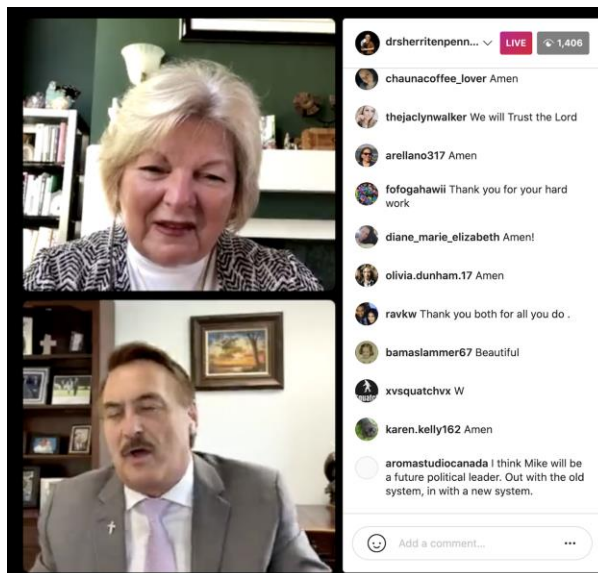 drsherritenpenn...
LIVE
1,406
chaunacoffee_lover Amen
thejaclynwalker We will Trust the Lord
arellano317 Amen
fofogahawii Thank you for your hard
work
diane_marie_elizabeth Amen!
olivia.dunham.17 Amen
ravkw Thank you both for all you do .
bamaslammer67 Beautiful
xvsquatchvx W
karen.kelly162 Amen
aromastudiocanada I think Mike will be
a future political leader. Out with the old
system, in with a new system.
Add a comment...